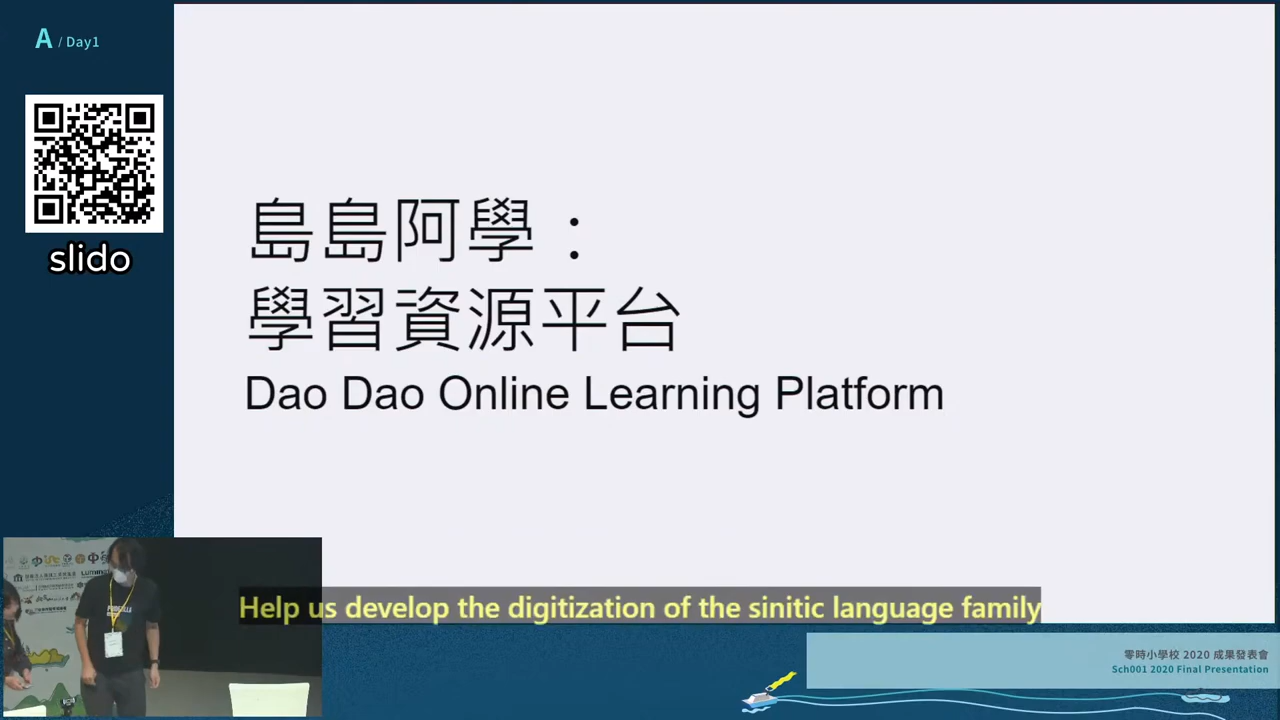 A / Day1
slido
島島阿學：
學習資源平台
Dao Dao Online Learning Platform
Help us develop the digitization of the sinitic language family
零時小學校 2020 成果發表會
Sch001 2020 Final Presentation